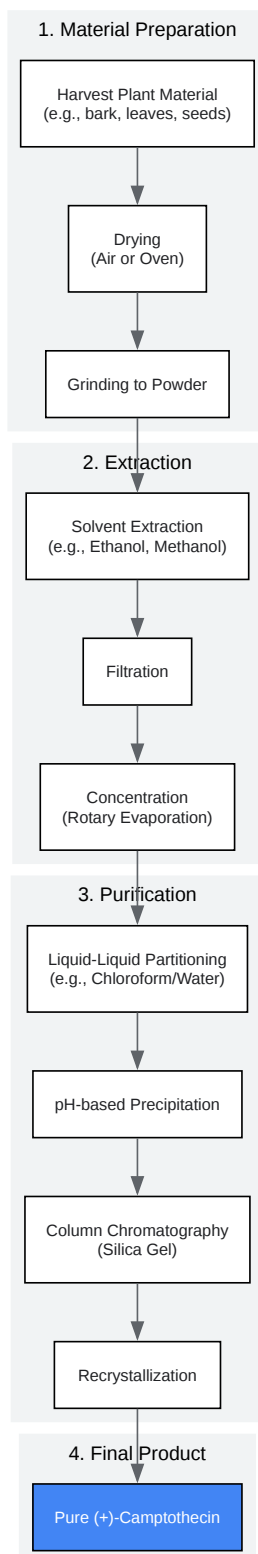 1. Material Preparation
Harvest Plant Material
(e.g., bark, leaves, seeds)
Drying
(Air or Oven)
Grinding to Powder
2. Extraction
Solvent Extraction
(e.g., Ethanol, Methanol)
Filtration
Concentration
(Rotary Evaporation)
3. Purification
Liquid-Liquid Partitioning
(e.g., Chloroform/Water)
pH-based Precipitation
Column Chromatography
(Silica Gel)
Recrystallization
4. Final Product
Pure (+)-Camptothecin